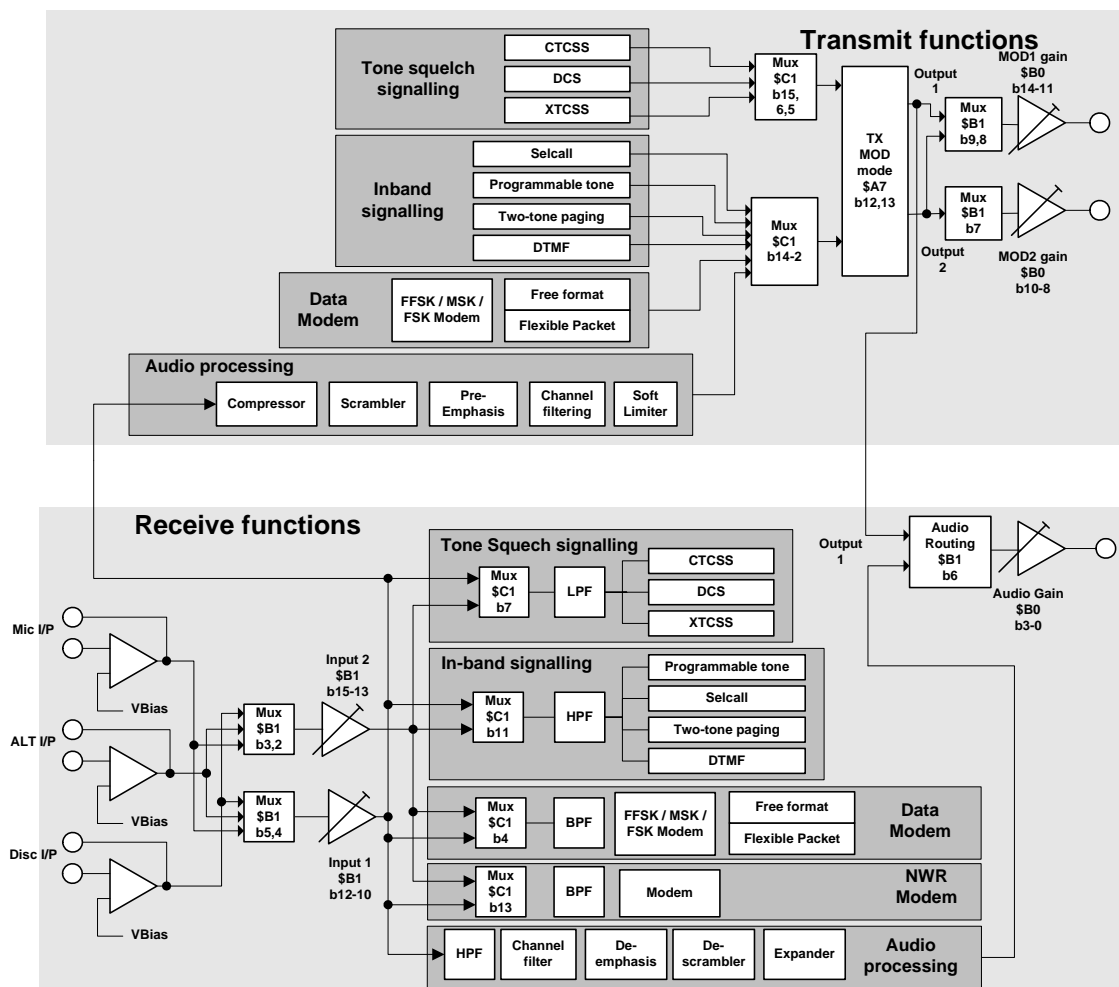 Transmit functions
Tone squelch
signalling
CTCSS
DCS
XTCSS
Mux
$C1
b15,
6,5
Inband
signalling
Selcall
Programmable tone
Two-tone paging
DTMF
Mux
$C1
b14-2
Data
Modem
FFSK / MSK /
FSK Modem
Free format
Flexible Packet
Audio processing
Compressor
Scrambler
Pre-
Emphasis
Channel
filtering
Soft
Limiter
TX
MOD
mode
$A7
b12,13
Output
1
Output
2
Mux
$B1
b9,8
MOD1 gain
$B0
b14-11
Mux
$B1
b7
MOD2 gain
$B0
b10-8
Receive functions
Mic I/P
VBias
ALT I/P
VBias
Disc I/P
VBias
Mux
$B1
b3,2
Input 2
$B1
b15-13
Mux
$B1
b5,4
Input 1
$B1
b12-10
Tone Squech signalling
Mux
$C1
b7
LPF
CTCSS
DCS
XTCSS
In-band signalling
Mux
$C1
b11
HPF
Programmable tone
Selcall
Two-tone paging
DTMF
Mux
$C1
b4
BPF
FFSK / MSK /
FSK Modem
Free format
Flexible Packet
Data
Modem
Mux
$C1
b13
BPF
Modem
NWR
Modem
HPF
Channel
filter
De-
emphasis
De-
scrambler
Expander
Audio
processing
Output
1
Audio
Routing
$B1
b6
Audio Gain
$B0
b3-0